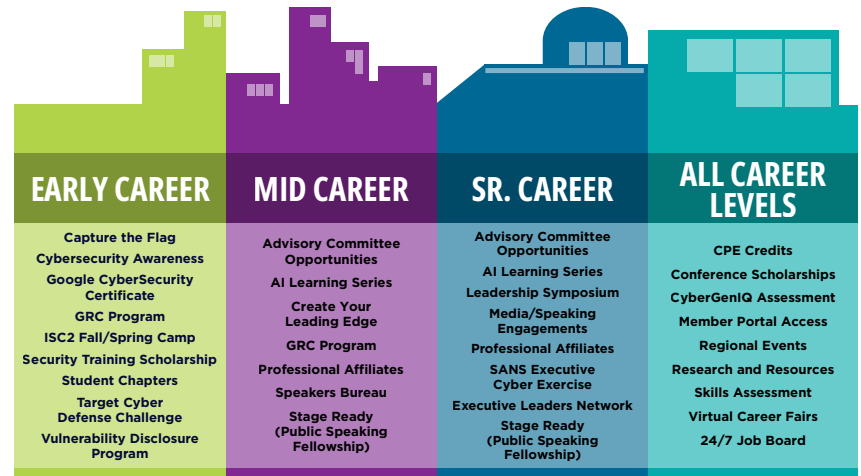 EARLY CAREER
Capture the Flag
Cybersecurity Awareness
Google CyberSecurity
Certificate
GRC Program
ISC2 Fall/Spring Camp
Security Training Scholarship
Student Chapters
Target Cyber
Defense Challenge
Vulnerability Disclosure
Program
MID CAREER
Advisory Committee
Opportunities
AI Learning Series
Create Your
Leading Edge
GRC Program
Professional Affiliates
Speakers Bureau
Stage Ready
(Public Speaking
Fellowship)
SR. CAREER
Advisory Committee
Opportunities
AI Learning Series
Leadership Symposium
Media/Speaking
Engagements
Professional Affiliates
SANS Executive
Cyber Exercise
Executive Leaders Network
Stage Ready
(Public Speaking
Fellowship)
ALL CAREER
LEVELS
CPE Credits
Conference Scholarships
CyberGenIQ Assessment
Member Portal Access
Regional Events
Research and Resources
Skills Assessment
Virtual Career Fairs
24/7 Job Board